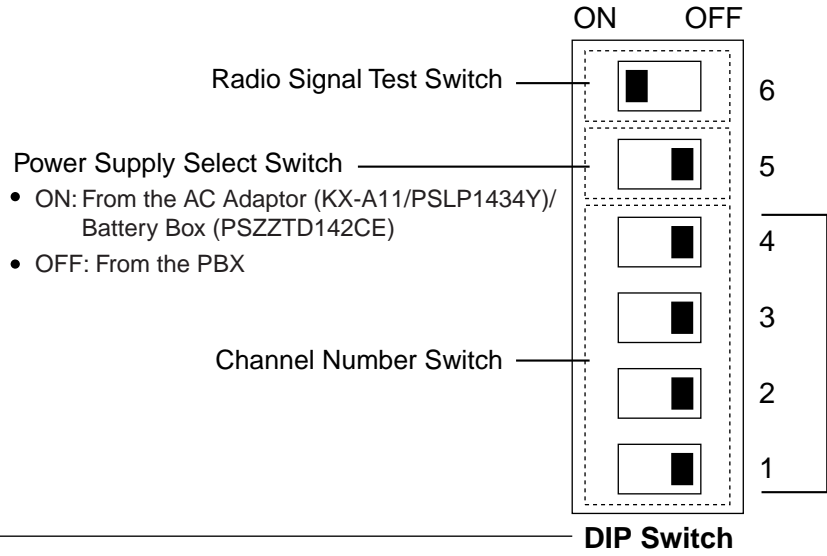 ON OFF
Radio Signal Test Switch
6
Power Supply Select Switch
5
• ON: From the AC Adaptor (KX-A11/PSLP1434Y)/
Battery Box (PSZZTD142CE)
4
• OFF: From the PBX
3
Channel Number Switch
2
1
DIP Switch